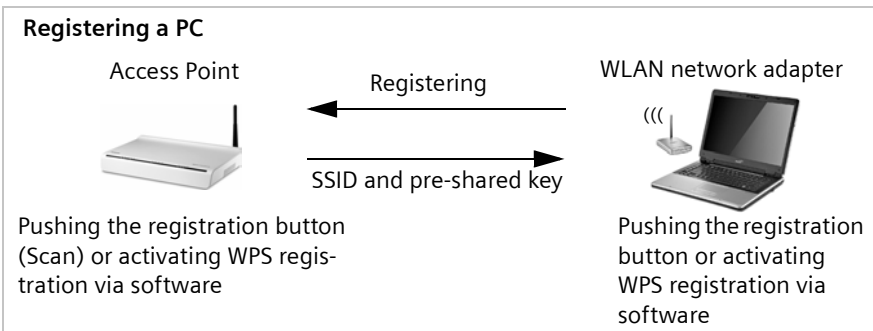 Registering a PC
Access Point
Registering
WLAN network adapter
SSID and pre-shared key
Pushing the registration button
(Scan) or activating WPS regis-
tration via software
Pushing the registration
button or activating
WPS registration via
software